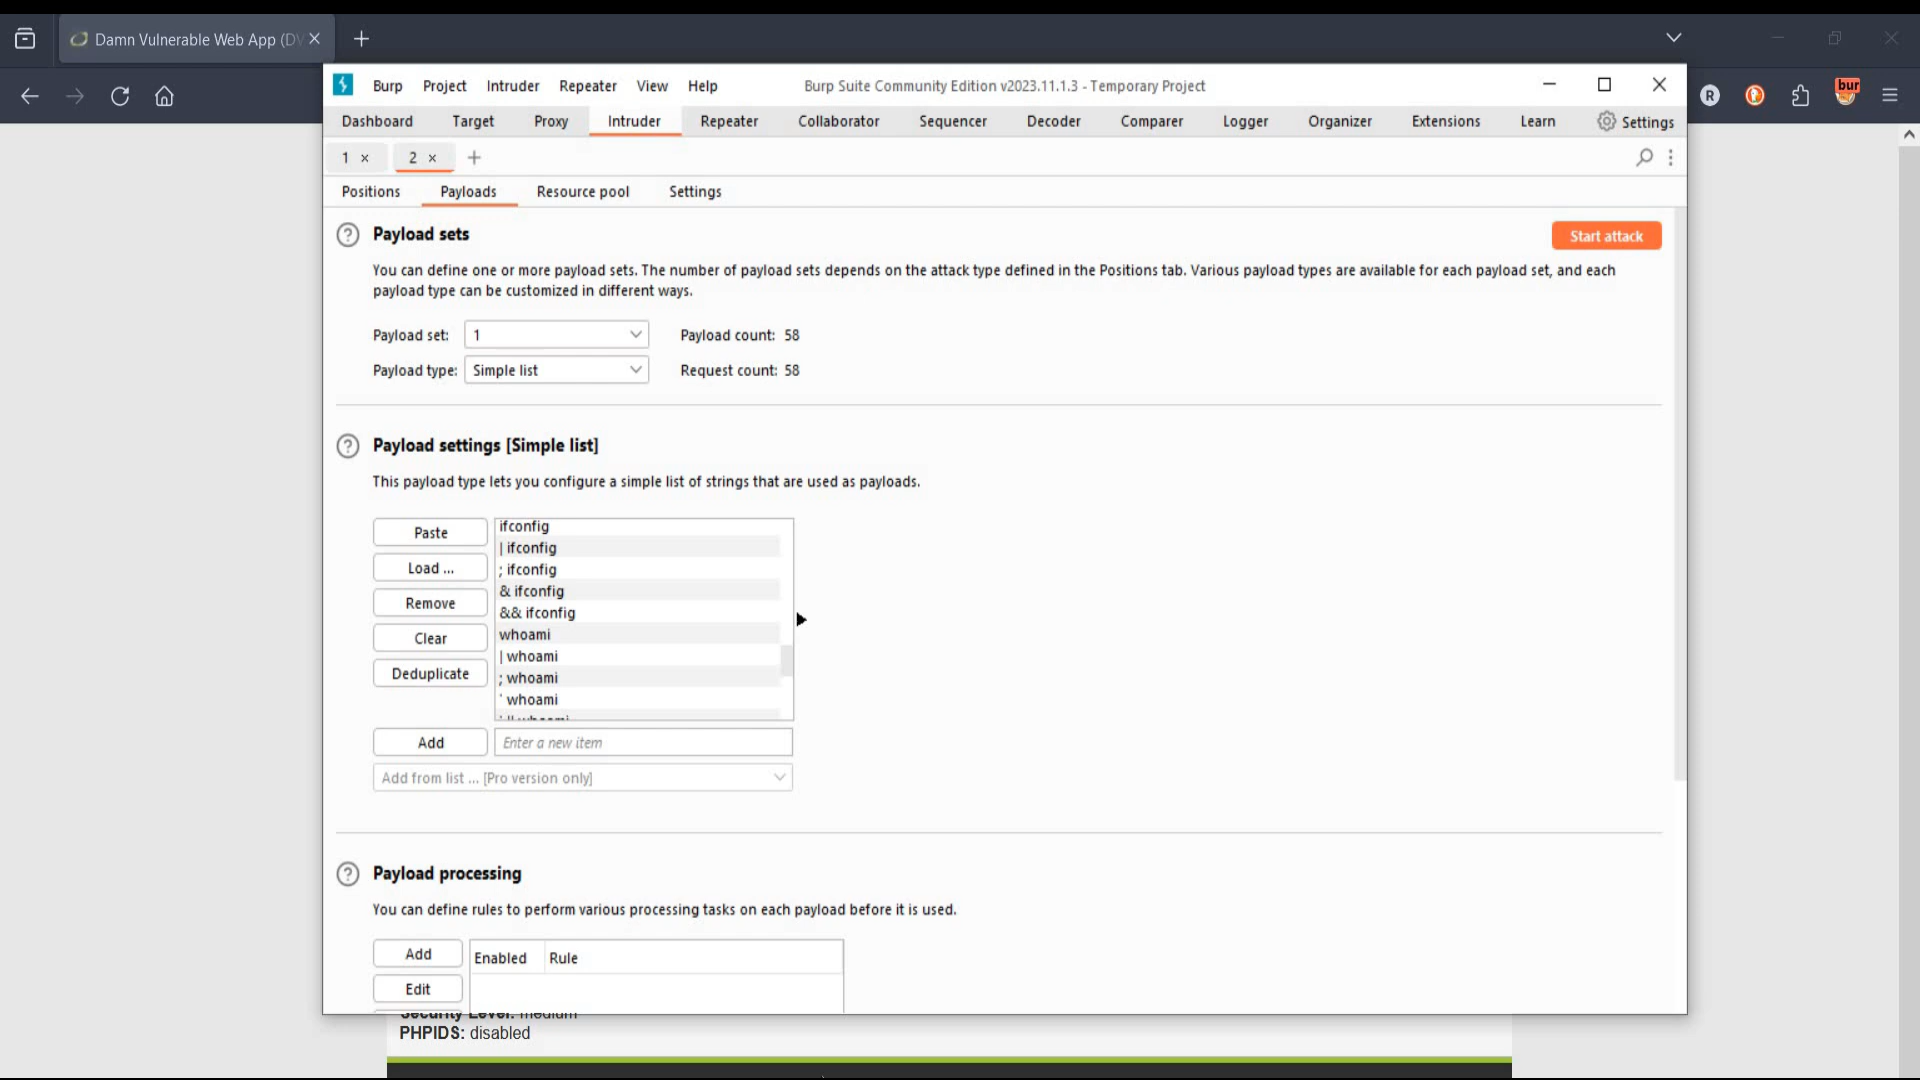 Damn Vulnerable Web App (DV
Burp Project Intruder Repeater View Help Burp Suite Community Edition v2023.11.1.3 - Temporary Project
R bur
Dashboard Target Proxy Intruder Repeater Collaborator Sequencer Decoder Comparer Logger Organizer Extensions Learn Settings
1 × 2 × +
Positions Payloads Resource pool Settings
? Payload sets Start attack
You can define one or more payload sets. The number of payload sets depends on the attack type defined in the Positions tab. Various payload types are available for each payload set, and each
payload type can be customized in different ways.
Payload set: 1 Payload count: 58
Payload type: Simple list Request count: 58
? Payload settings [Simple list]
This payload type lets you configure a simple list of strings that are used as payloads.
Paste
Load ...
Remove
Clear
Deduplicate
ifconfig
| ifconfig
; ifconfig
& ifconfig
&& ifconfig
whoami
| whoami
; whoami
' whoami
Add Enter a new item
Add from list ... [Pro version only]
? Payload processing
You can define rules to perform various processing tasks on each payload before it is used.
Add Enabled Rule
Edit
Security Level: medium
PHPIDS: disabled